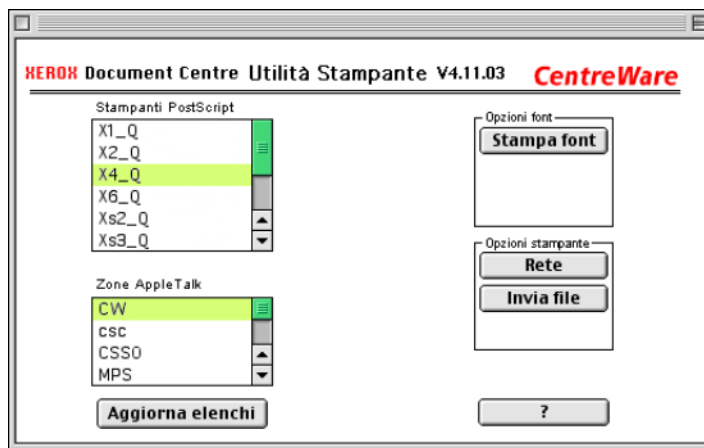 XEROX Document Centre Utilità Stampante V4.11.03 CentreWare
Stampanti PostScript
X1_Q
X2_Q
X4_Q
X6_Q
Xs2_Q
Xs3_Q
Zone AppleTalk
CW
csc
CSSO
MPS
Aggiorna elenchi
Opzioni font
Stampa font
Opzioni stampante
Rete
Invia file
?